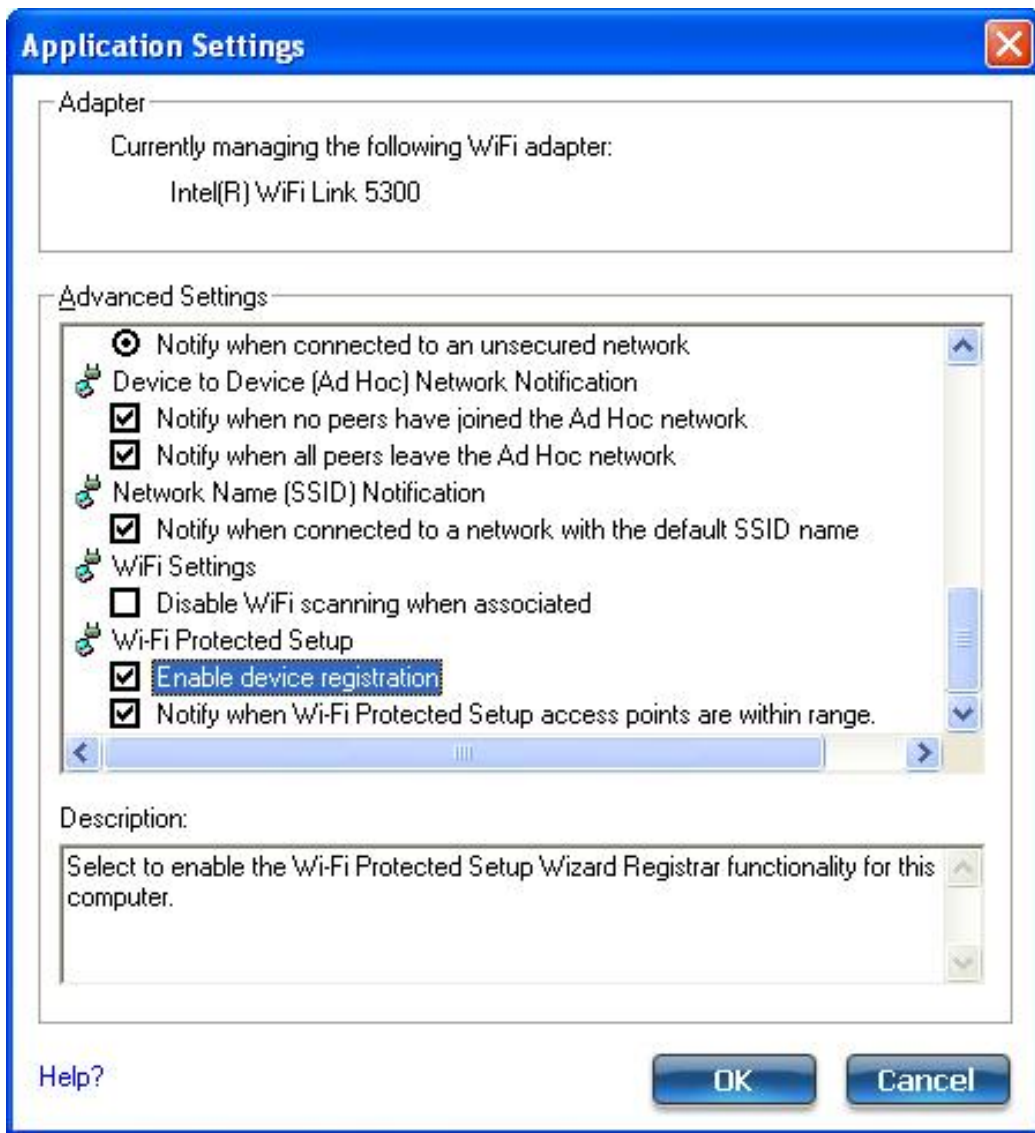 Application Settings
Adapter
Currently managing the following WiFi adapter:
Intel(R) WiFi Link 5300
Advanced Settings
Notify when connected to an unsecured network
Device to Device (Ad Hoc) Network Notification
Notify when no peers have joined the Ad Hoc network
Notify when all peers leave the Ad Hoc network
Network Name (SSID) Notification
Notify when connected to a network with the default SSID name
WiFi Settings
Disable WiFi scanning when associated
Wi-Fi Protected Setup
Enable device registration
Notify when Wi-Fi Protected Setup access points are within range.
Description:
Select to enable the Wi-Fi Protected Setup Wizard Registrar functionality for this
computer.
Help?
OK
Cancel